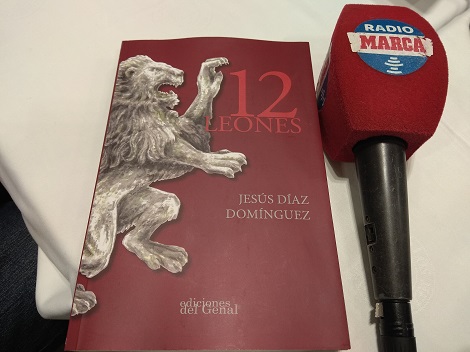 12
LEONES
JESÚS DÍAZ
DOMÍNGUEZ
ediciones
del Genal
RADIO
MARCA